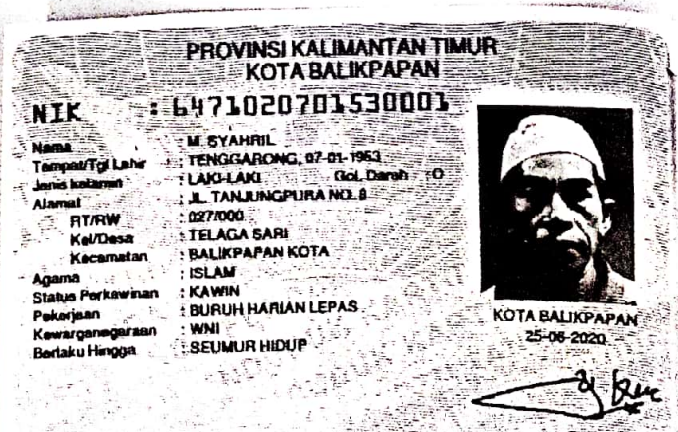 PROVINSI KALIMANTAN TIMUR
KOTA BALIKPAPAN
NIK : 6471020701530001
Nama : M. SYAHRIL
Tempat/Tgl Lahir : TENGGARONG, 07-01-1953
Jenis kelamin : LAKI-LAKI Gol. Darah : O
Alamat : JL. TANJUNGPURA NO. 8
RT/RW : 027/000
Kel/Desa : TELAGA SARI
Kecamatan : BALIKPAPAN KOTA
Agama : ISLAM
Status Perkawinan : KAWIN
Pekerjaan : BURUH HARIAN LEPAS
Kewarganegaraan : WNI
Berlaku Hingga : SEUMUR HIDUP
KOTA BALIKPAPAN
25-06-2020